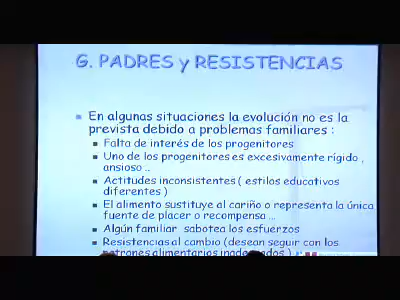 G. PADRES y RESISTENCIAS
En algunas situaciones la evolución no es la
prevista debido a problemas familiares :
Falta de interés de los progenitores
Uno de los progenitores es excesivamente rígido ,
ansioso ..
Actitudes inconsistentes ( estilos educativos
diferentes )
El alimento sustituye al cariño o representa la única
fuente de placer o recompensa ...
Algún familiar sabotea los esfuerzos
Resistencias al cambio (desean seguir con los
patrones alimentarios inadecuados )